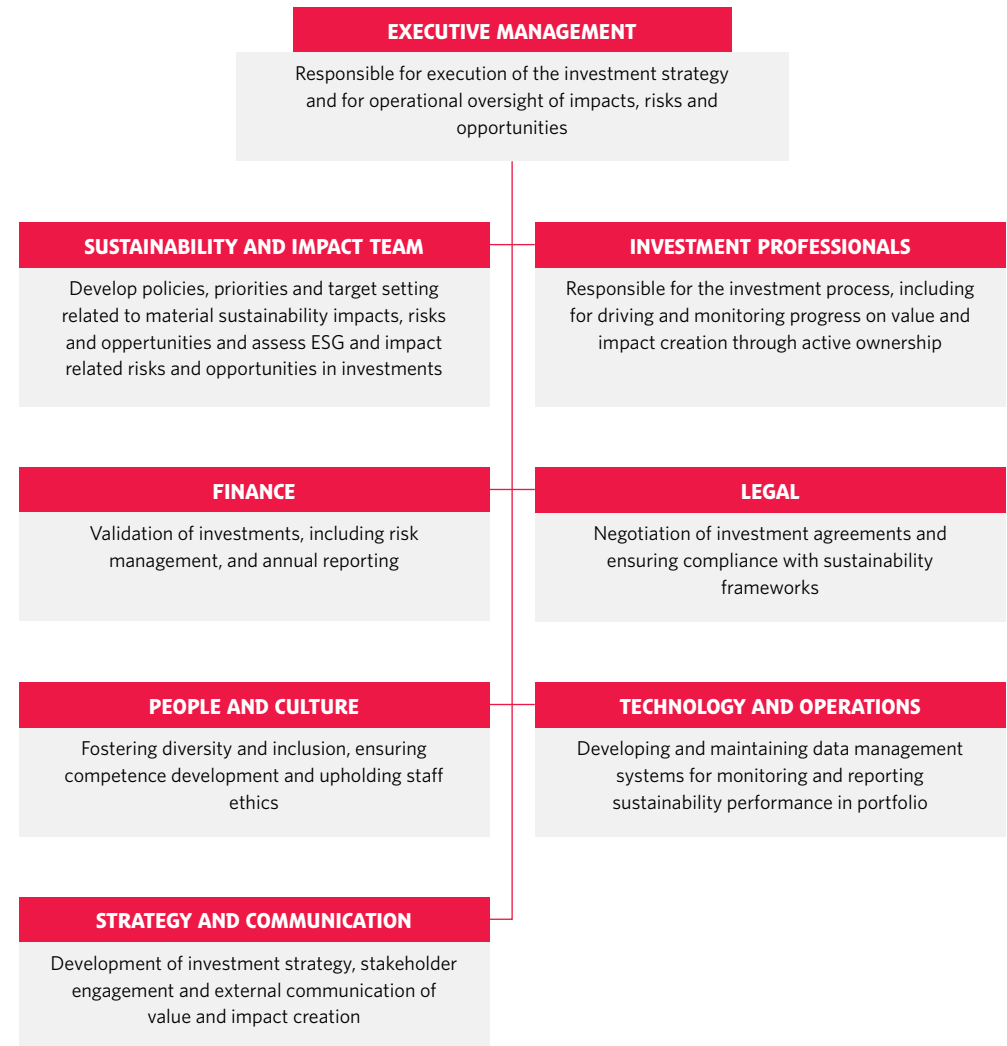 EXECUTIVE MANAGEMENT
Responsible for execution of the investment strategy
and for operational oversight of impacts, risks and
opportunities
SUSTAINABILITY AND IMPACT TEAM
Develop policies, priorities and target setting
related to material sustainability impacts, risks
and oppertunities and assess ESG and impact
related risks and opportunities in investments
INVESTMENT PROFESSIONALS
Responsible for the investment process, including
for driving and monitoring progress on value and
impact creation through active ownership
FINANCE
Validation of investments, including risk
management, and annual reporting
LEGAL
Negotiation of investment agreements and
ensuring compliance with sustainability
frameworks
PEOPLE AND CULTURE
Fostering diversity and inclusion, ensuring
competence development and upholding staff
ethics
TECHNOLOGY AND OPERATIONS
Developing and maintaining data management
systems for monitoring and reporting
sustainability performance in portfolio
STRATEGY AND COMMUNICATION
Development of investment strategy, stakeholder
engagement and external communication of
value and impact creation